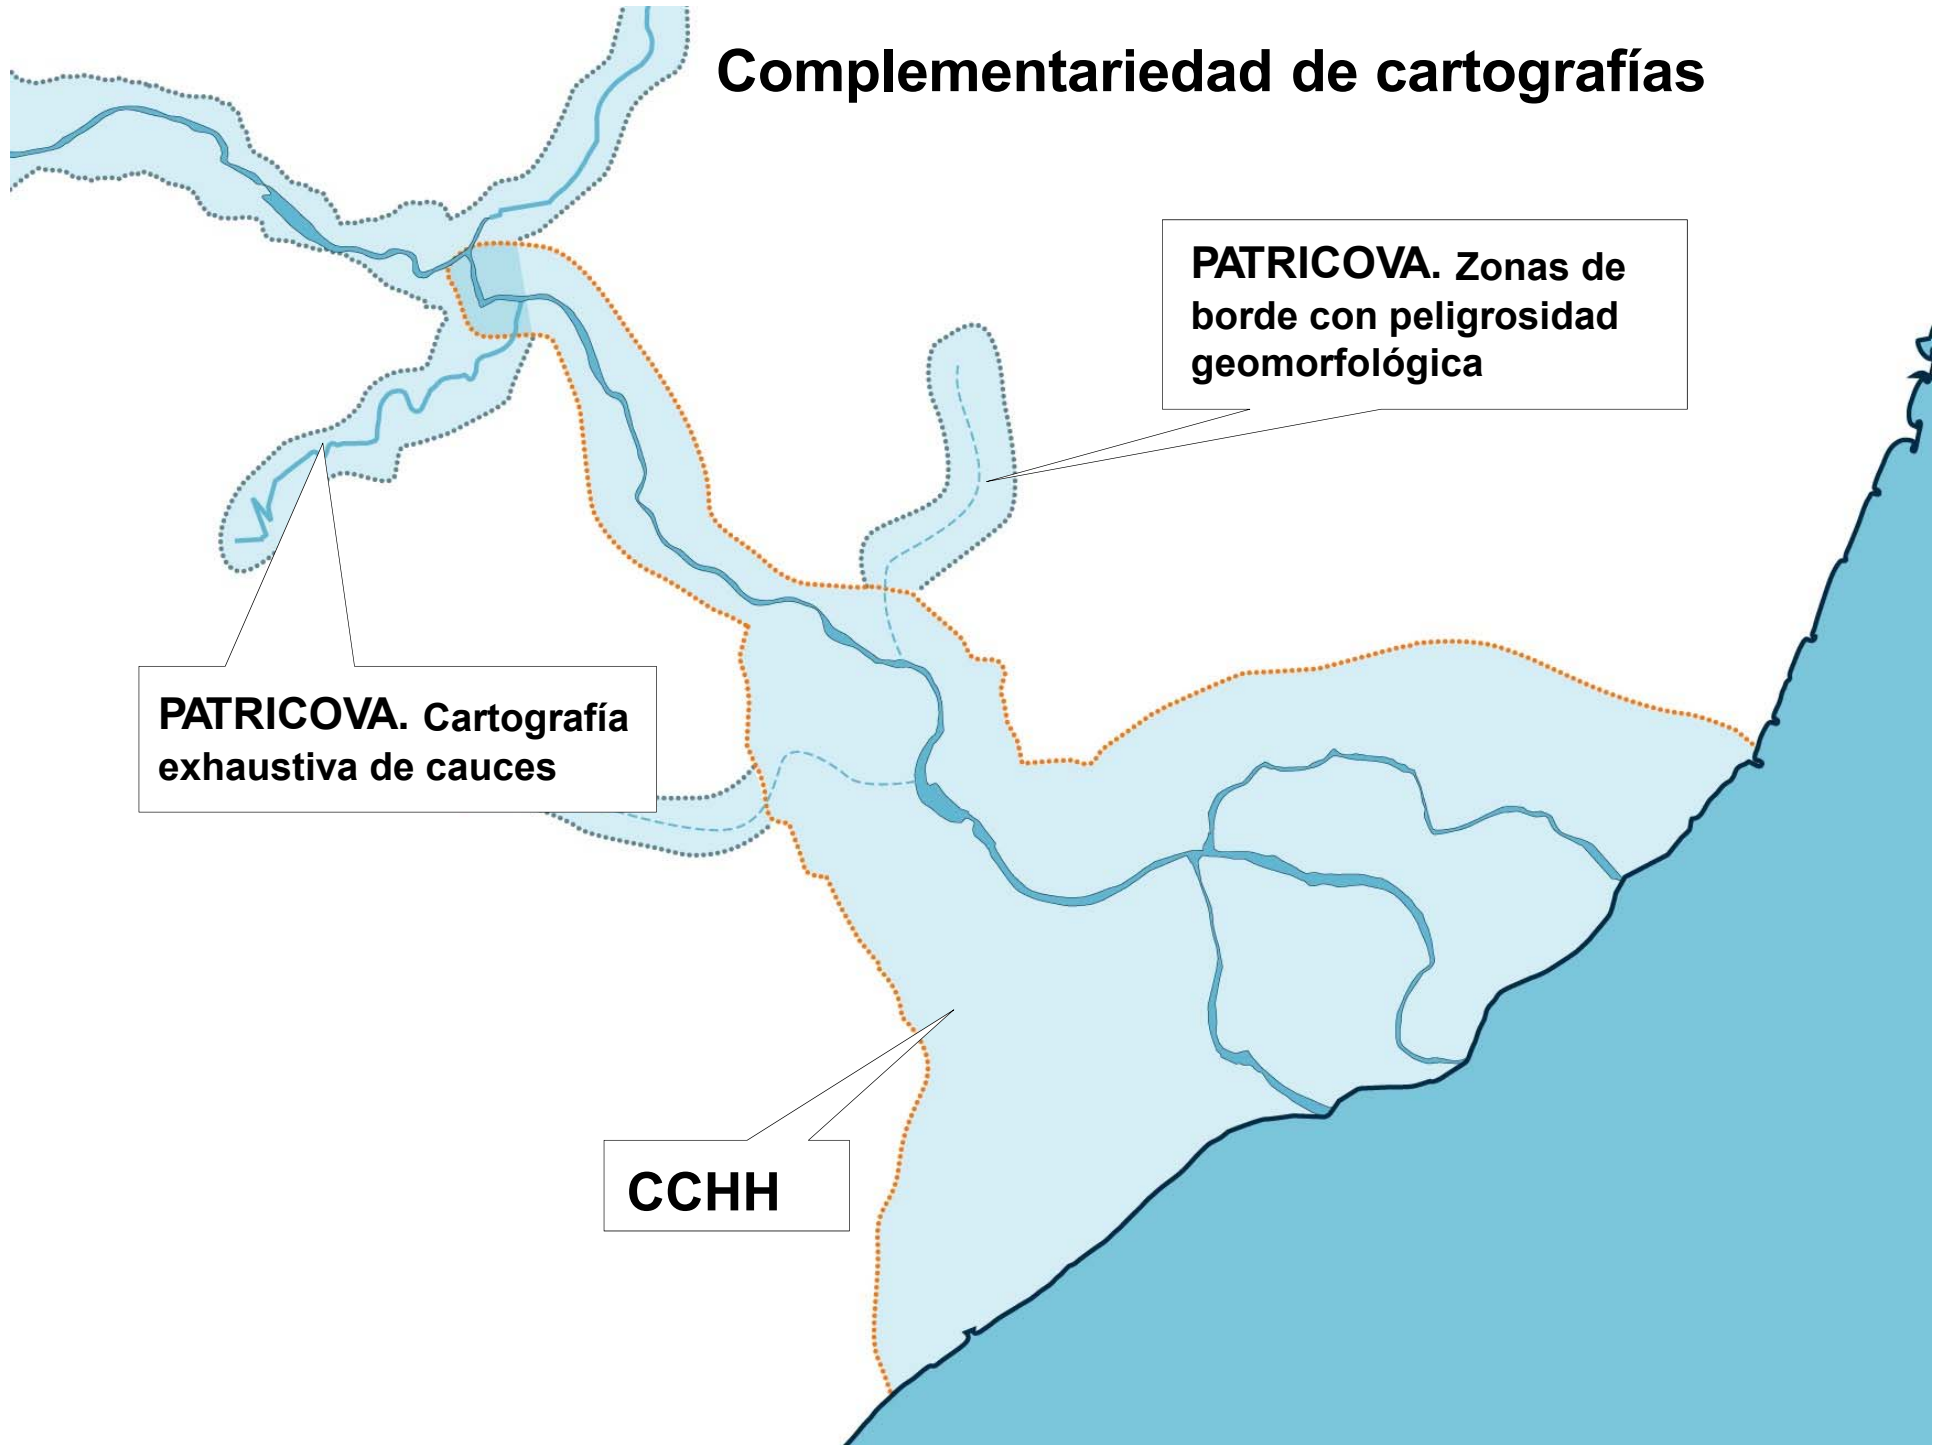 Complementariedad de cartografías
PATRICOVA. Zonas de
borde con peligrosidad
geomorfológica
PATRICOVA. Cartografía
exhaustiva de cauces
CCHH